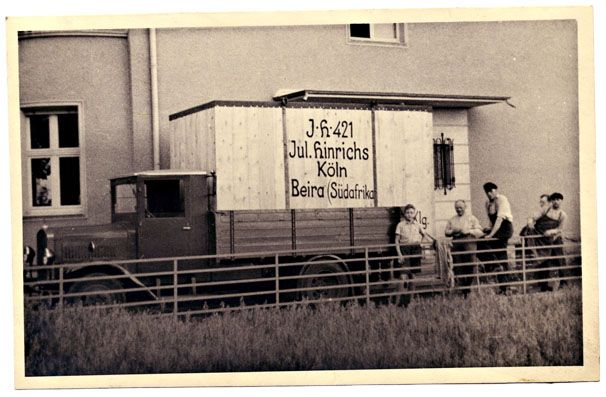 J·H·421
Jul. Hinrichs
Köln
Beira (Südafrika